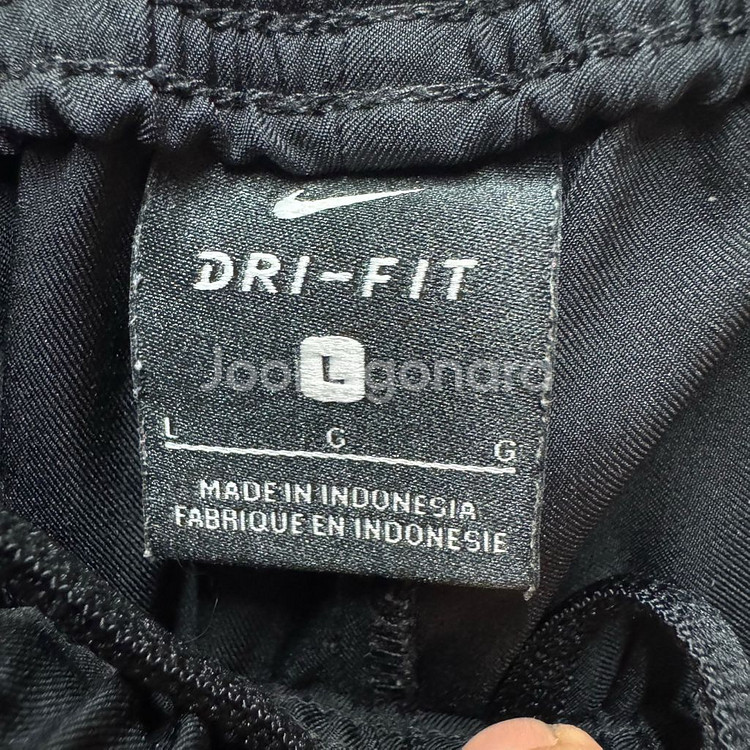 DRI-FIT
L
L G G
MADE IN INDONESIA
FABRIQUE EN INDONESIE